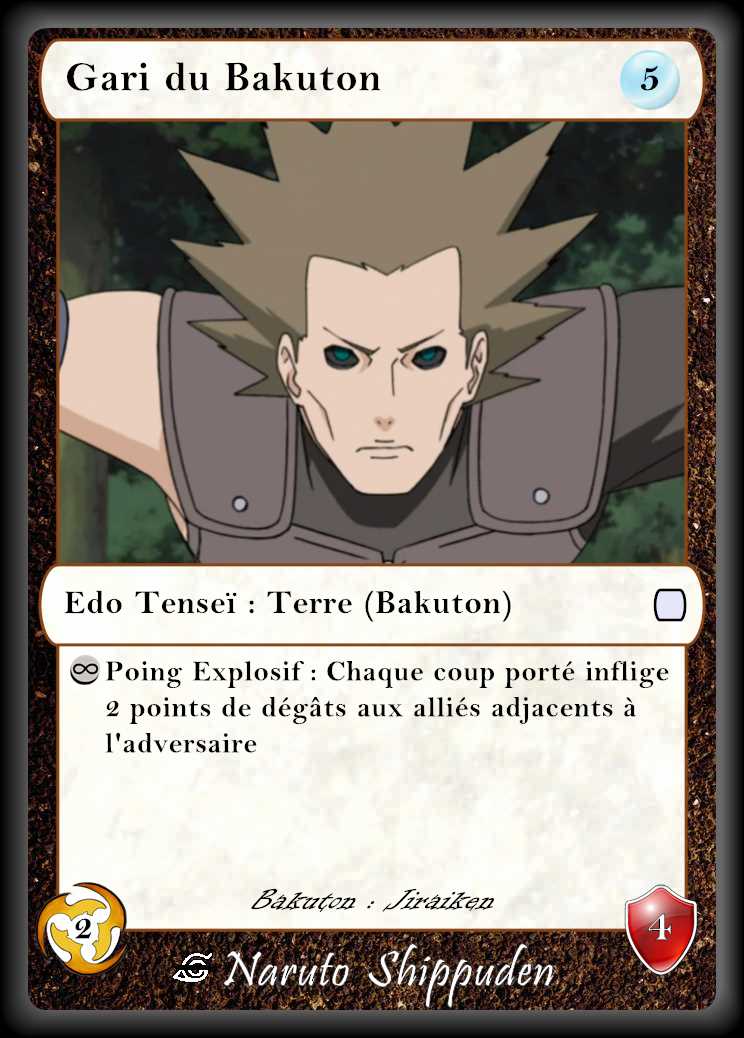 Gari du Bakuton
5
Edo Tenseï : Terre (Bakuton)
Poing Explosif : Chaque coup porté inflige
2 points de dégâts aux alliés adjacents à
l'adversaire
Bakuton : Jiraiken
2
4
Naruto Shippuden